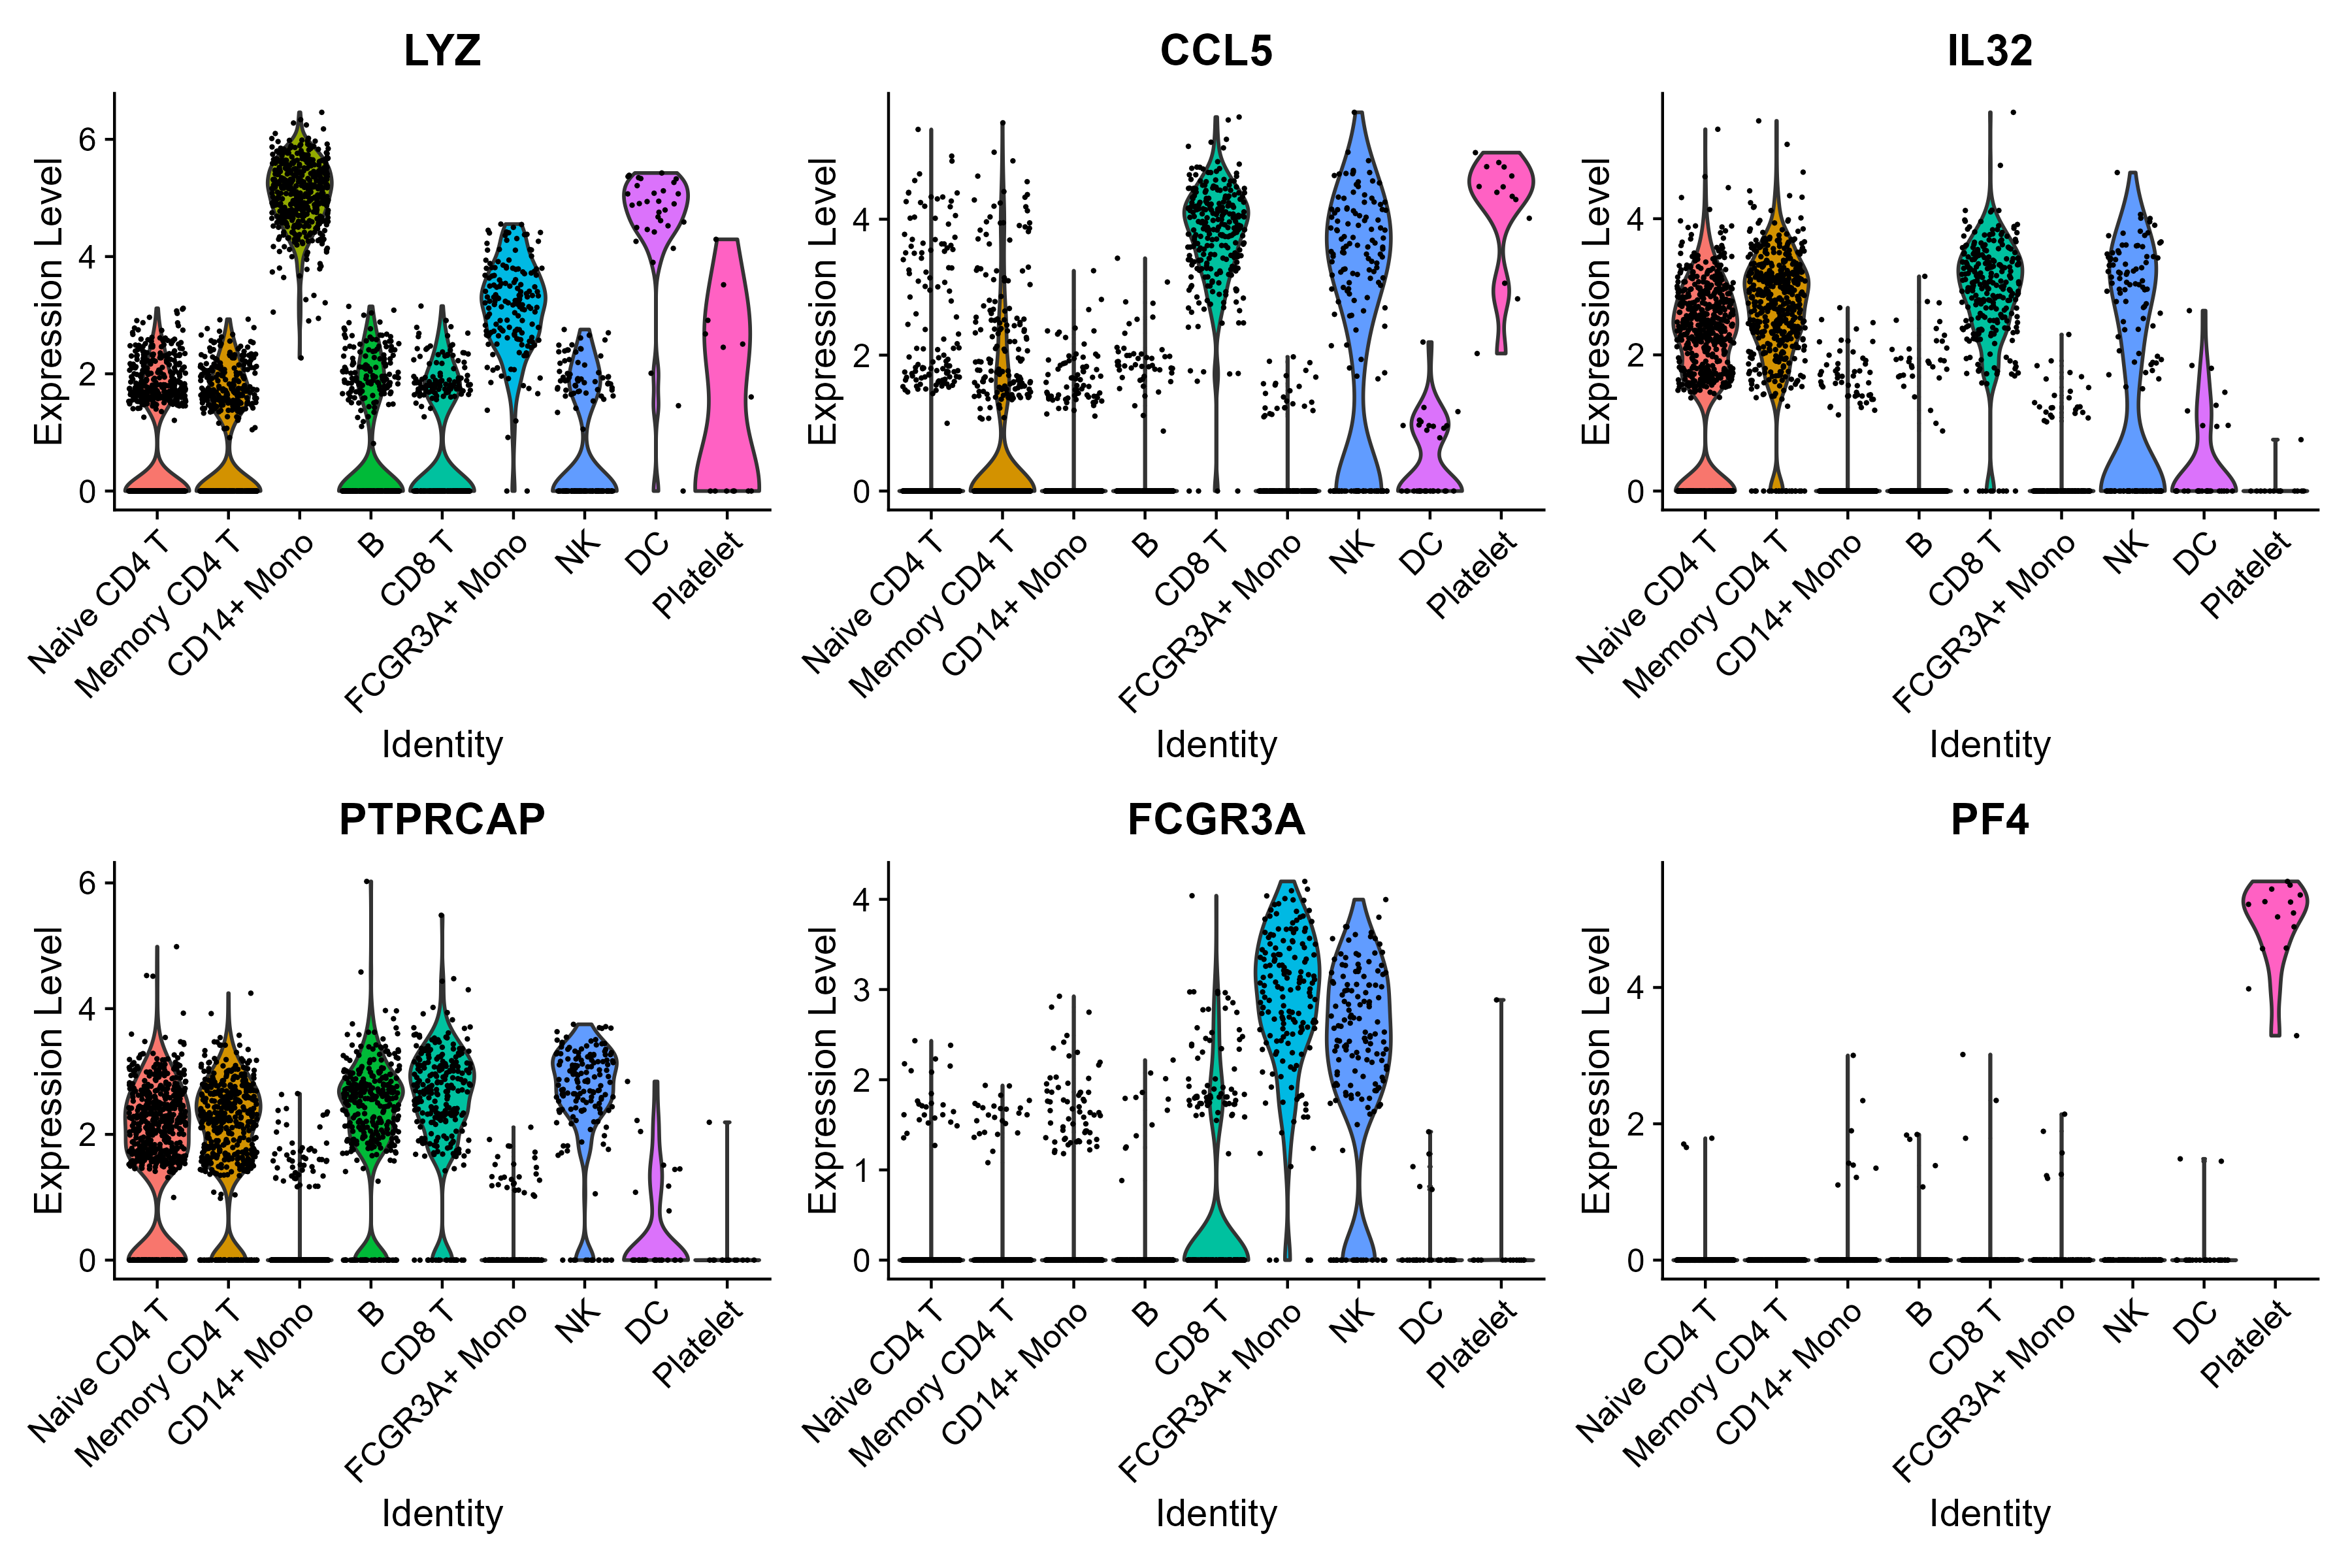 LYZ
Expression Level
6
4
2
0
Naive CD4 T
Memory CD4 T
CD14+ Mono
B
CD8 T
FCGR3A+ Mono
NK
DC
Platelet
Identity
CCL5
Expression Level
4
2
0
Naive CD4 T
Memory CD4 T
CD14+ Mono
B
CD8 T
FCGR3A+ Mono
NK
DC
Platelet
Identity
IL32
Expression Level
4
2
0
Naive CD4 T
Memory CD4 T
CD14+ Mono
B
CD8 T
FCGR3A+ Mono
NK
DC
Platelet
Identity
PTPRCAP
Expression Level
6
4
2
0
Naive CD4 T
Memory CD4 T
CD14+ Mono
B
CD8 T
FCGR3A+ Mono
NK
DC
Platelet
Identity
FCGR3A
Expression Level
4
3
2
1
0
Naive CD4 T
Memory CD4 T
CD14+ Mono
B
CD8 T
FCGR3A+ Mono
NK
DC
Platelet
Identity
PF4
Expression Level
4
2
0
Naive CD4 T
Memory CD4 T
CD14+ Mono
B
CD8 T
FCGR3A+ Mono
NK
DC
Platelet
Identity